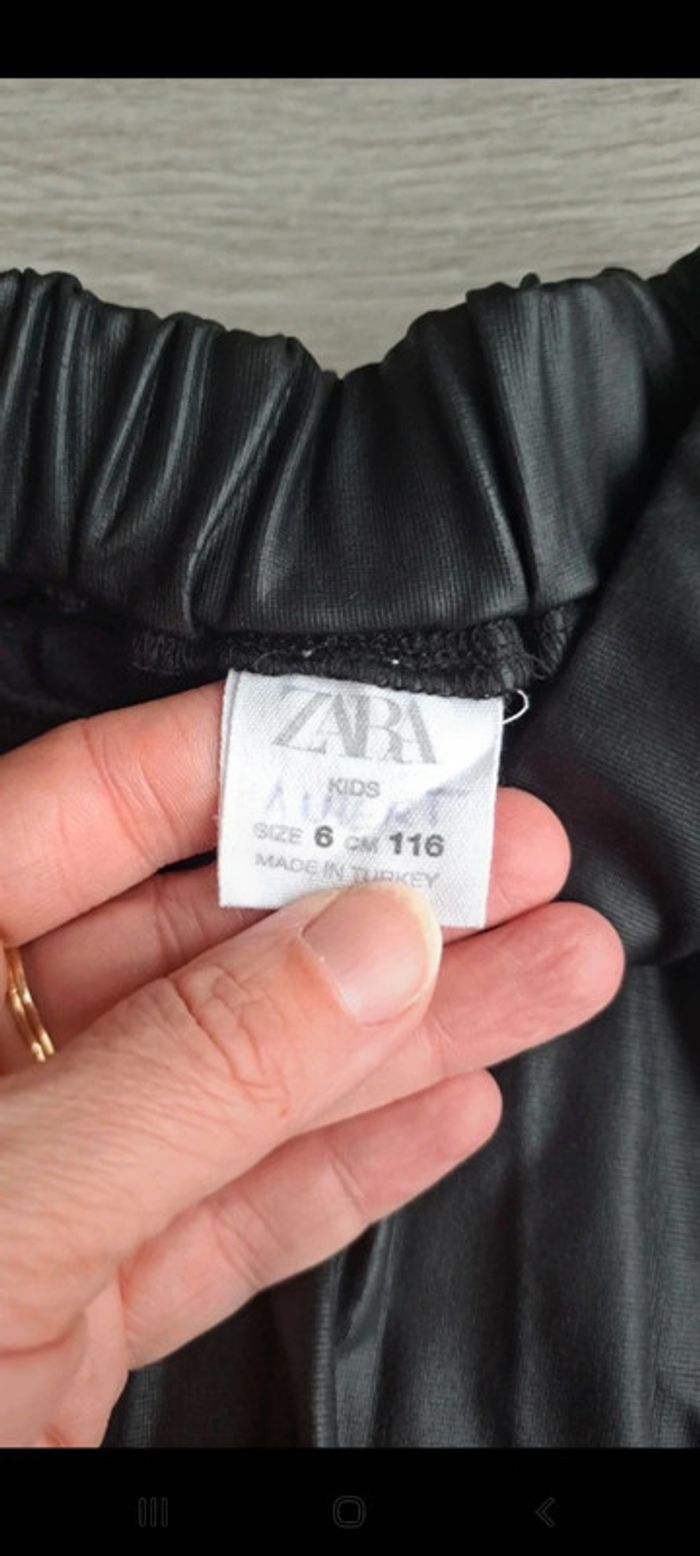 ZARA
KIDS
SIZE 6 CM 116
MADE IN TURKEY